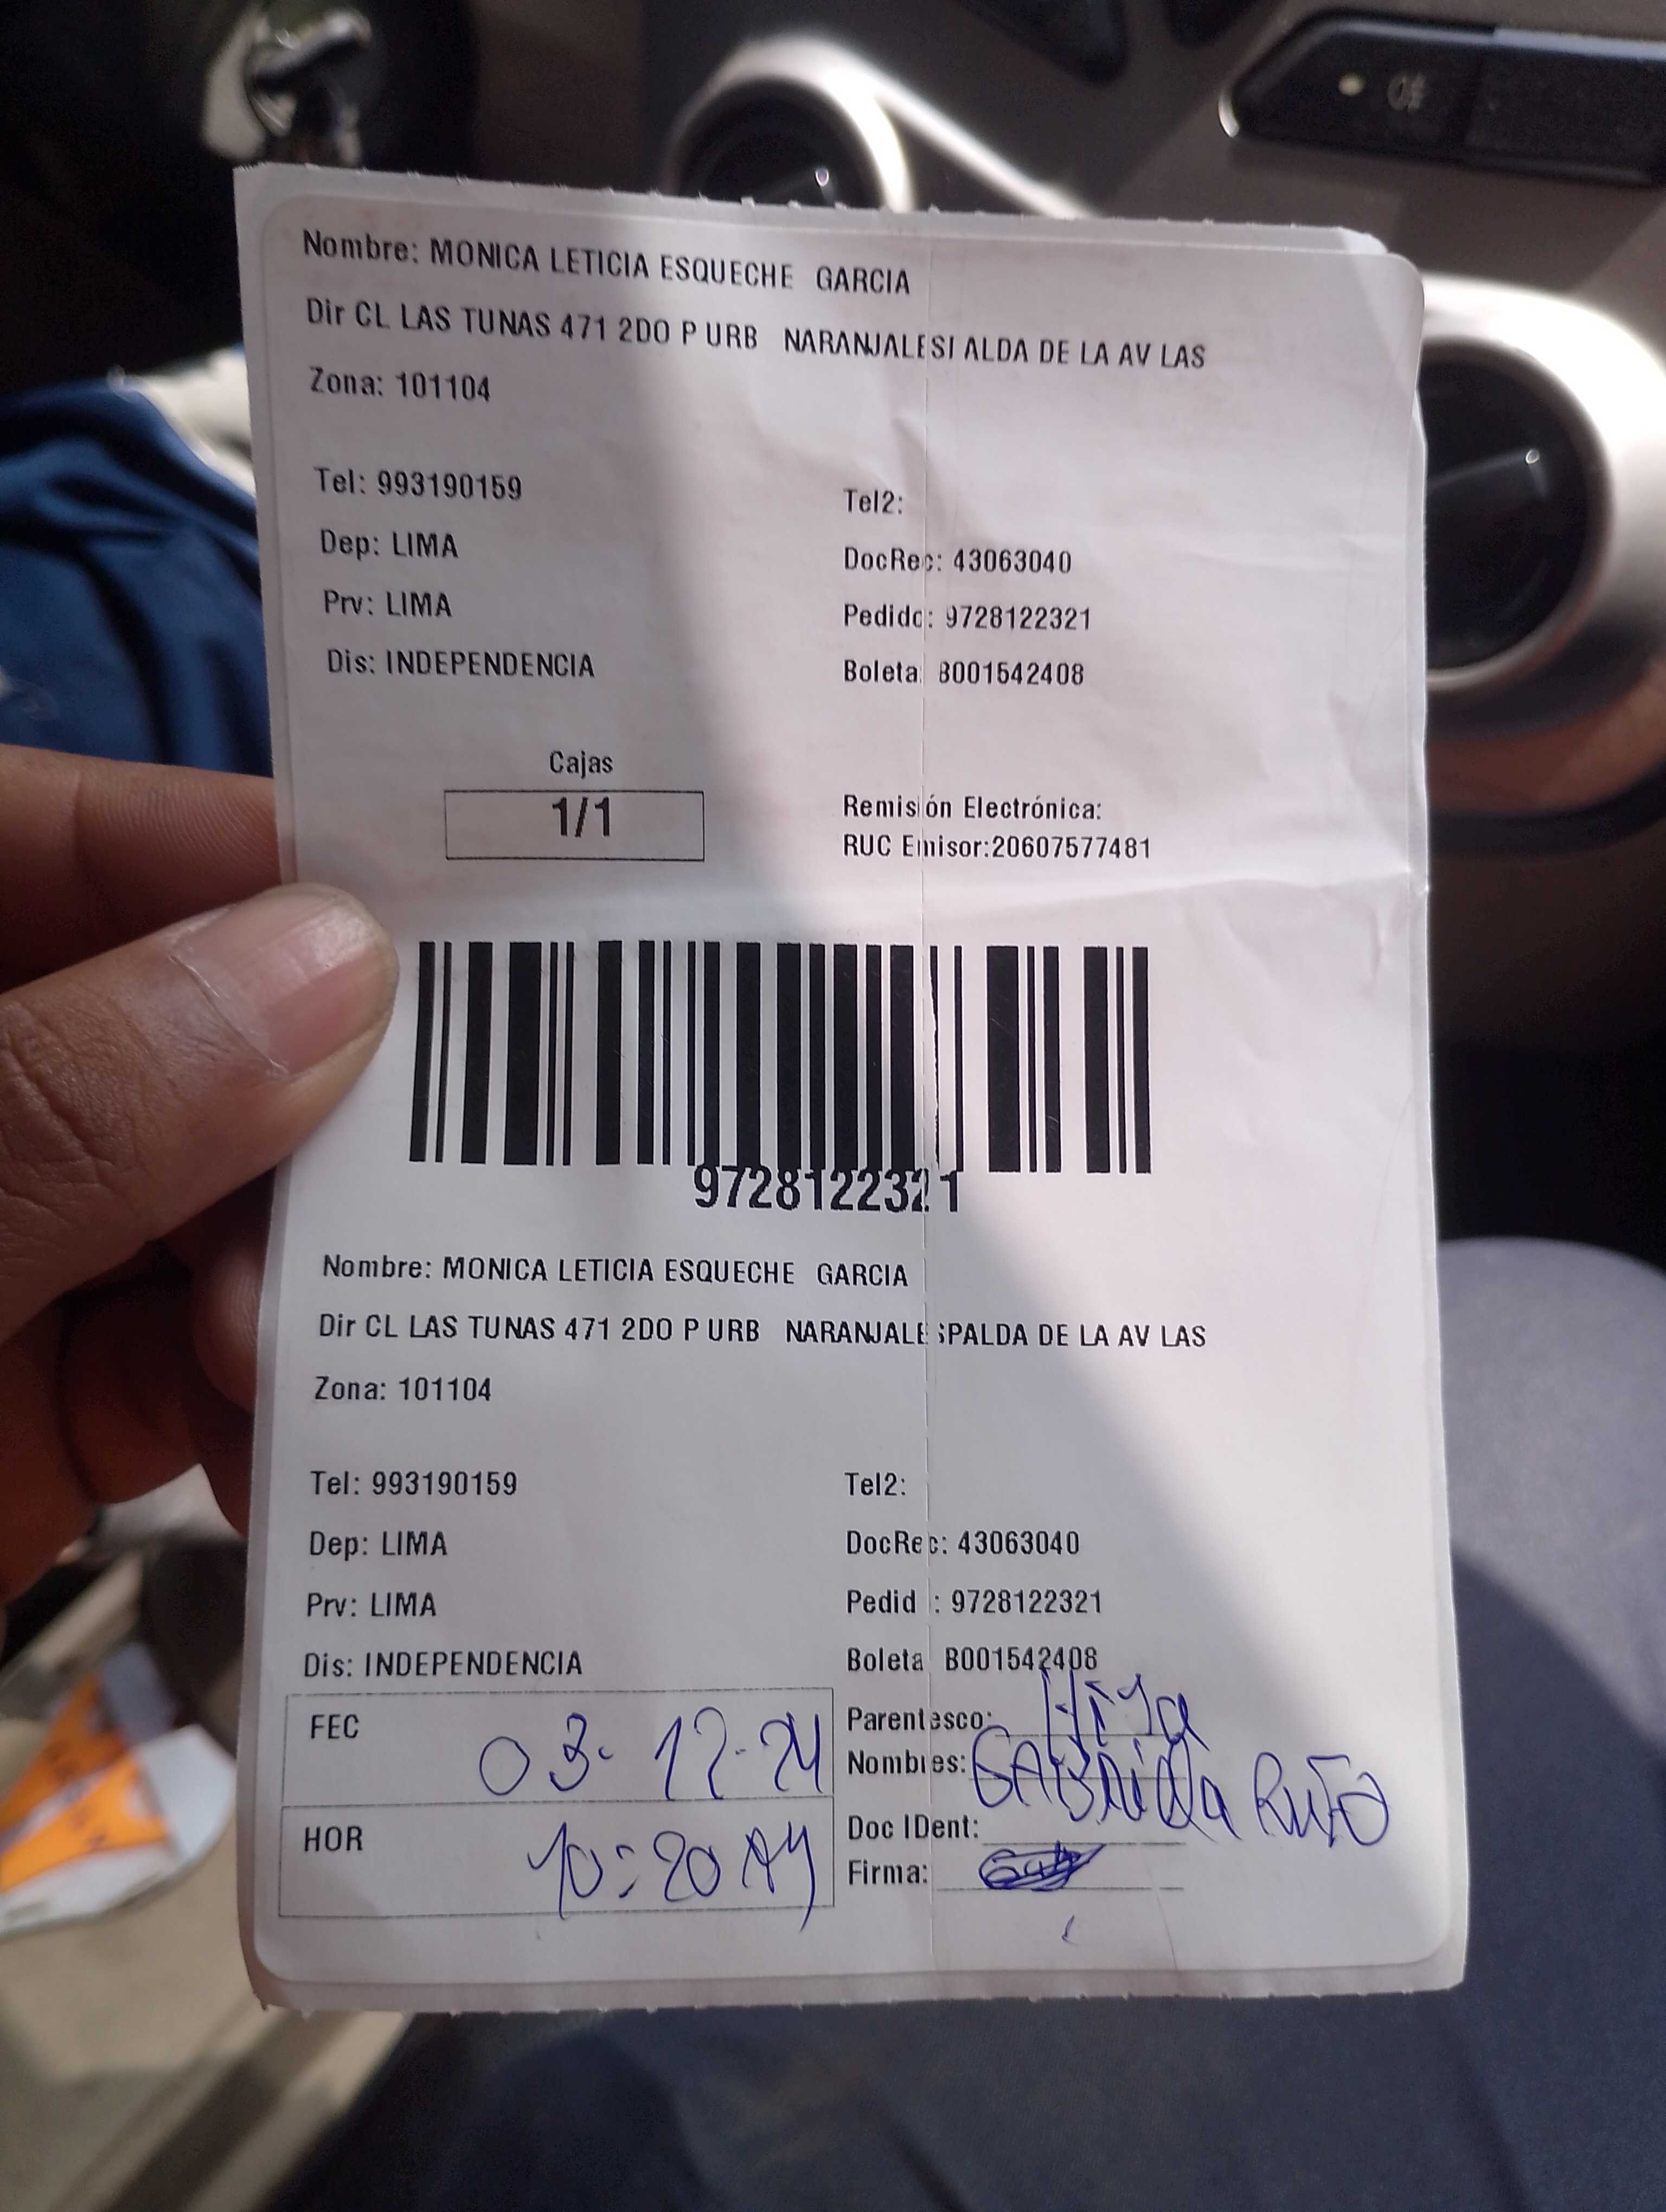 Nombre: MONICA LETICIA ESQUECHE GARCIA
Dir CL LAS TUNAS 471 2DO P URB NARANJALESI ALDA DE LA AV LAS
Zona: 101104
Tel: 993190159 Tel2:
Dep: LIMA DocRec: 43063040
Prv: LIMA Pedido: 9728122321
Dis: INDEPENDENCIA Boleta B001542408
Cajas
1/1
Remisión Electrónica:
RUC Emisor:20607577481
9728122321
Nombre: MONICA LETICIA ESQUECHE GARCIA
Dir CL LAS TUNAS 471 2DO P URB NARANJALE SPALDA DE LA AV LAS
Zona: 101104
Tel: 993190159 Tel2:
Dep: LIMA DocRec: 43063040
Prv: LIMA Pedid : 9728122321
Dis: INDEPENDENCIA Boleta B001542408
FEC 03-12-24 Parentesco: Hija
Nombres: GABRiela
HOR 10:20 AM Doc IDent:
Firma: